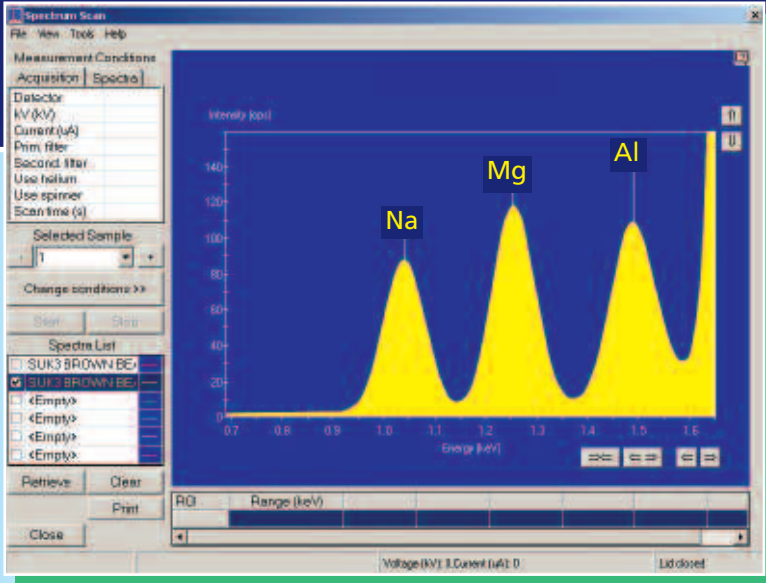 Spectrum Scan
File View Tools Help
Measurement Conditions
Acquisition Spectra
Detector
kV (kV)
Current (uA)
Prim. filter
Second. filter
Use helium
Use spinner
Scan time (s)
Selected Sample
- 1 +
Change conditions >>
Start Stop
Spectra List
SUK3 BROWN BE
SUK3 BROWN BE
<Empty>
<Empty>
<Empty>
<Empty>
Retrieve Clear
Print
Close
Intensity [cps]
140
120
100
80
60
40
20
0
Na
Mg
Al
0.7 0.8 0.9 1.0 1.1 1.2 1.3 1.4 1.5 1.6
Energy [keV]
ROI Range (keV)
Voltage (kV): 0 Current (uA): 0 Lid closed